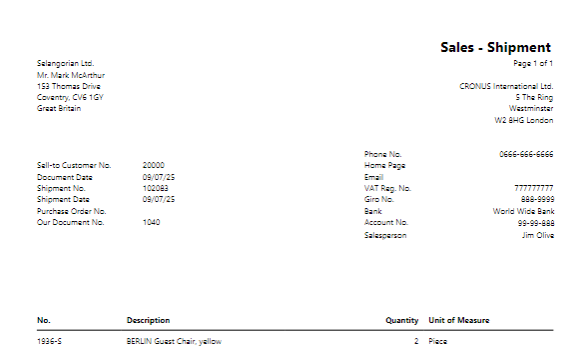 Sales - Shipment
Page 1 of 1
Selangorian Ltd.
Mr. Mark McArthur
153 Thomas Drive
Coventry, CV6 1GY
Great Britain
CRONUS International Ltd.
5 The Ring
Westminster
W2 8HG London
Phone No. 0666-666-6666
Sell-to Customer No. 20000 Home Page
Document Date 09/07/25 Email
Shipment No. 102083 VAT Reg. No. 777777777
Shipment Date 09/07/25 Giro No. 888-9999
Purchase Order No. Bank World Wide Bank
Our Document No. 1040 Account No. 99-99-888
Salesperson Jim Olive
No. Description Quantity Unit of Measure
1936-S BERLIN Guest Chair, yellow 2 Piece